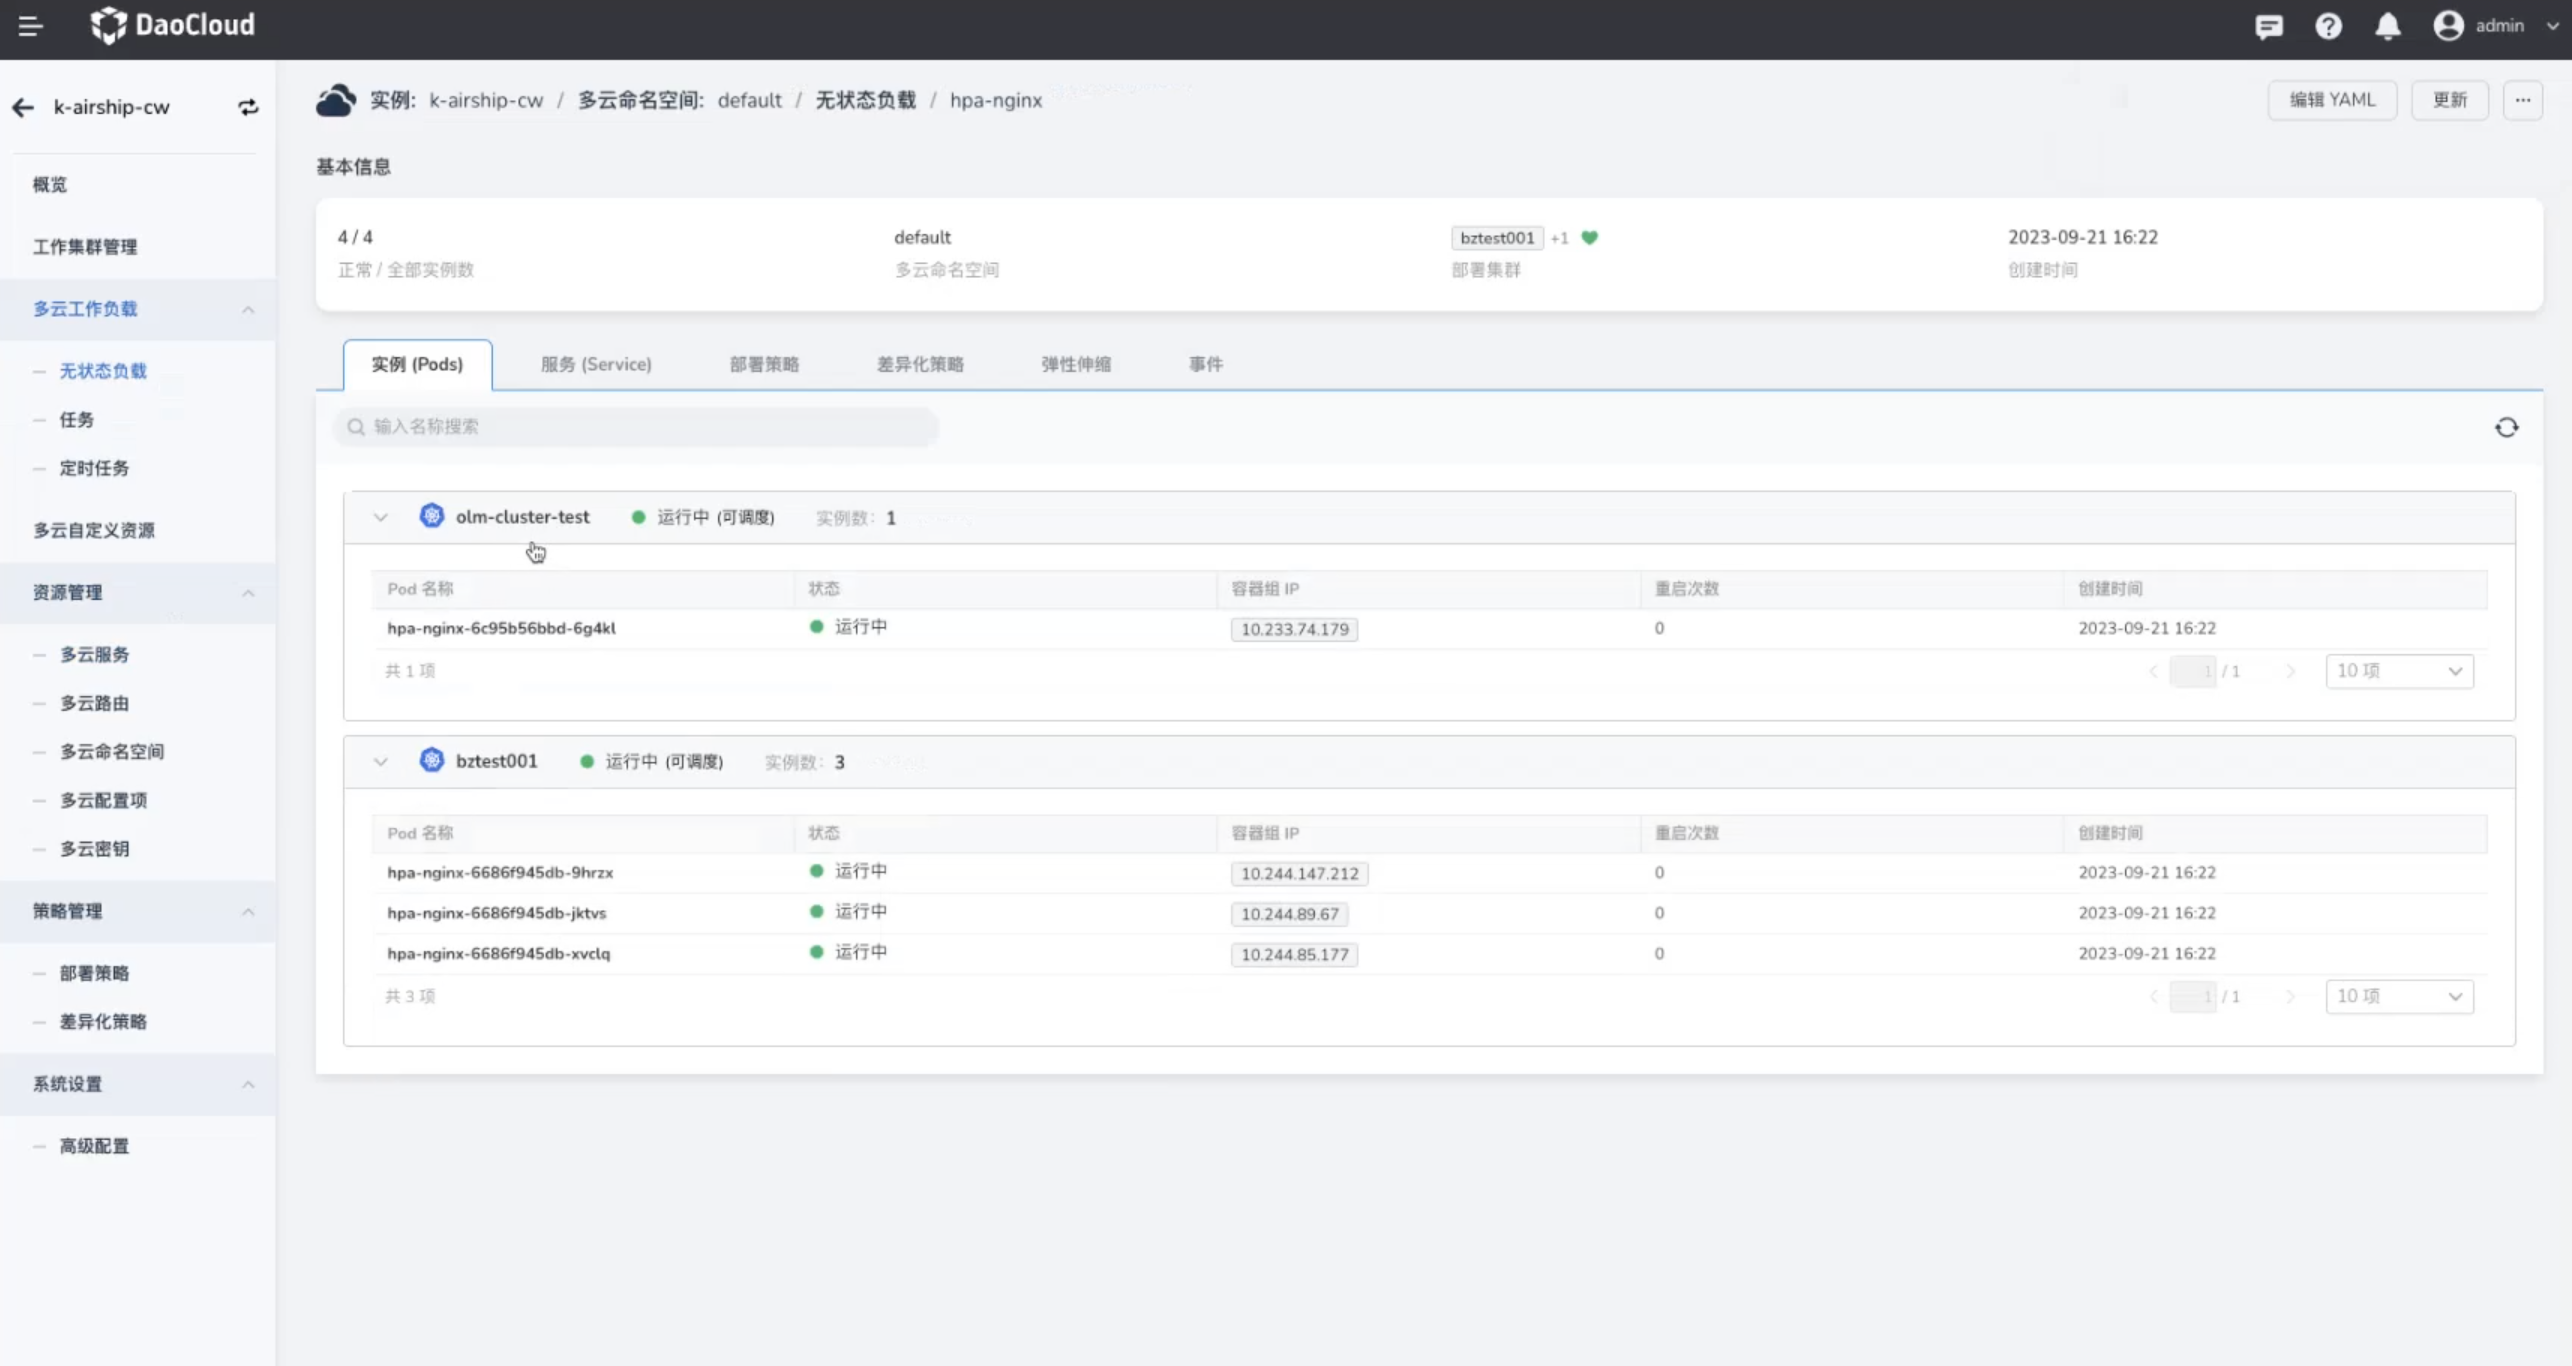 DaoCloud
admin
k-airship-cw
实例: k-airship-cw / 多云命名空间: default / 无状态负载 / hpa-nginx
编辑 YAML
更新
基本信息
概览
工作集群管理
多云工作负载
无状态负载
任务
定时任务
多云自定义资源
资源管理
多云服务
多云路由
多云命名空间
多云配置项
多云密钥
策略管理
部署策略
差异化策略
系统设置
高级配置
4 / 4 default bztest001 +1 2023-09-21 16:22
正常 / 全部实例数 多云命名空间 部署集群 创建时间
实例 (Pods) 服务 (Service) 部署策略 差异化策略 弹性伸缩 事件
输入名称搜索
olm-cluster-test 运行中 (可调度) 实例数: 1
Pod 名称 状态 容器组 IP 重启次数 创建时间
hpa-nginx-6c95b56bbd-6g4kl 运行中 10.233.74.179 0 2023-09-21 16:22
共 1 项 1 / 1 10 项
bztest001 运行中 (可调度) 实例数: 3
Pod 名称 状态 容器组 IP 重启次数 创建时间
hpa-nginx-6686f945db-9hrzx 运行中 10.244.147.212 0 2023-09-21 16:22
hpa-nginx-6686f945db-jktvs 运行中 10.244.89.67 0 2023-09-21 16:22
hpa-nginx-6686f945db-xvclq 运行中 10.244.85.177 0 2023-09-21 16:22
共 3 项 1 / 1 10 项